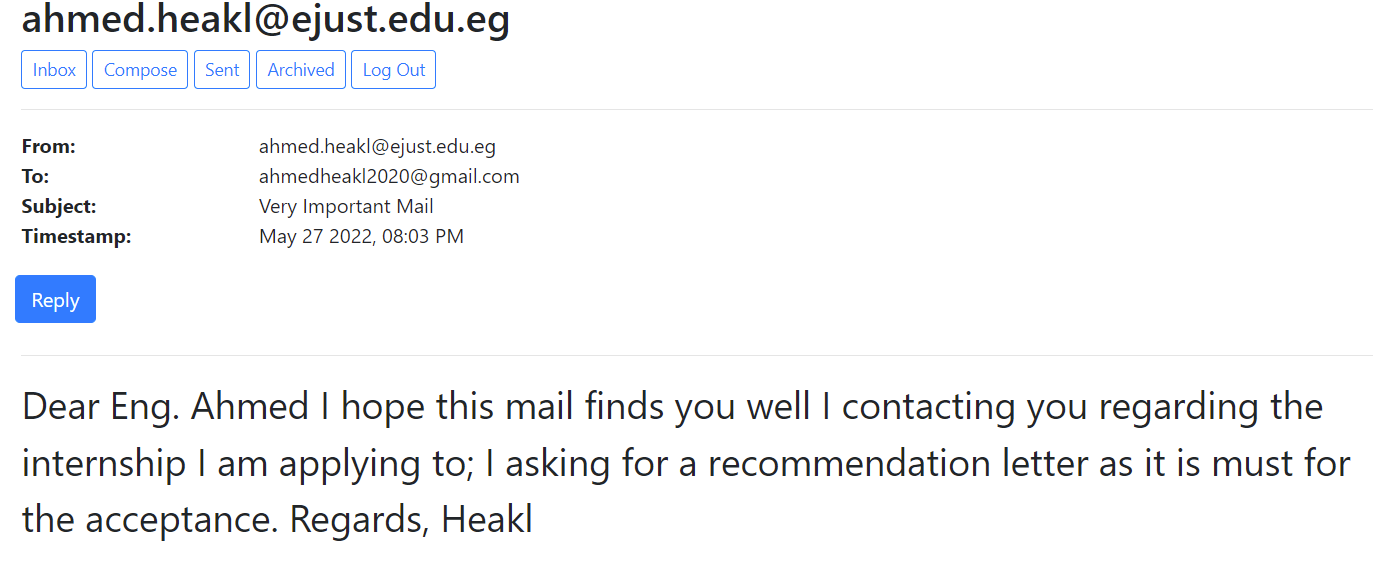 ahmed.heakl@ejust.edu.eg
Inbox Compose Sent Archived Log Out
From: ahmed.heakl@ejust.edu.eg
To: ahmedheakl2020@gmail.com
Subject: Very Important Mail
Timestamp: May 27 2022, 08:03 PM
Reply
Dear Eng. Ahmed I hope this mail finds you well I contacting you regarding the
internship I am applying to; I asking for a recommendation letter as it is must for
the acceptance. Regards, Heakl